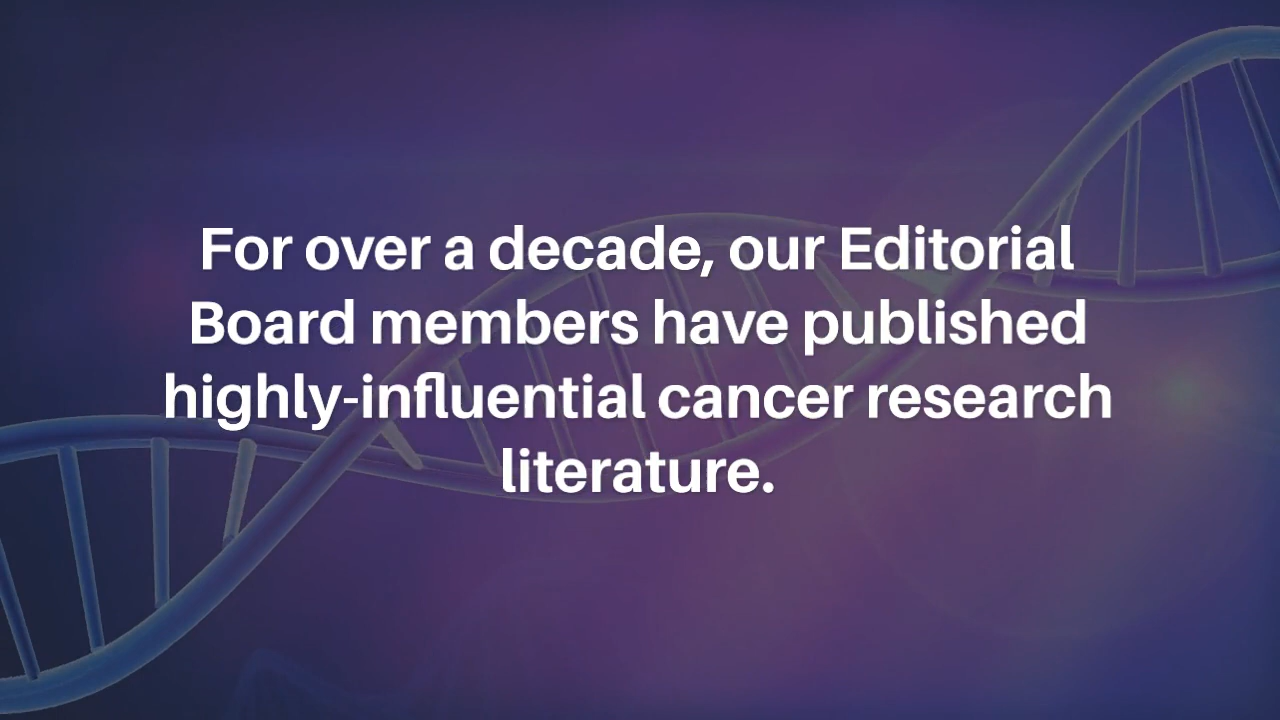 For over a decade, our Editorial
Board members have published
highly-influential cancer research
literature.